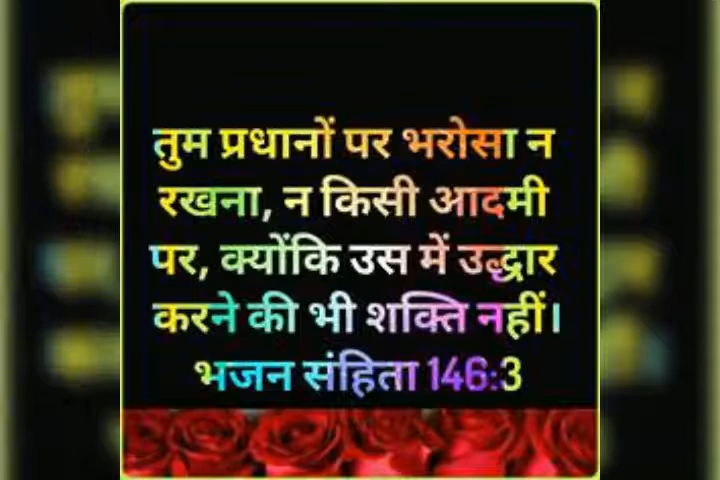 तुम प्रधानों पर भरोसा न
रखना, न किसी आदमी
पर, क्योंकि उस में उद्धार
करने की भी शक्ति नहीं।
भजन संहिता 146:3